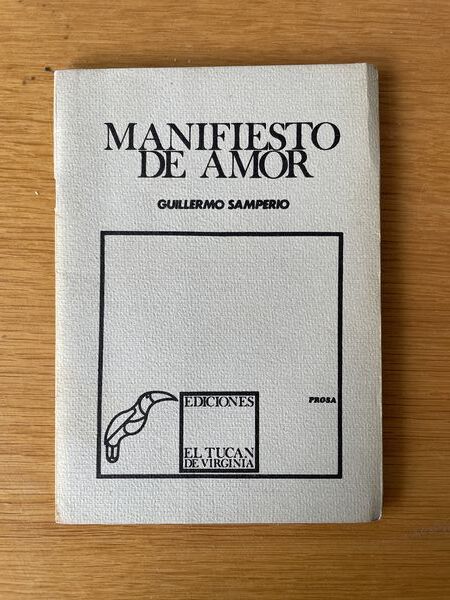 MANIFIESTO
DE AMOR
GUILLERMO SAMPERIO
EDICIONES
PROSA
EL TUCAN
DE VIRGINIA